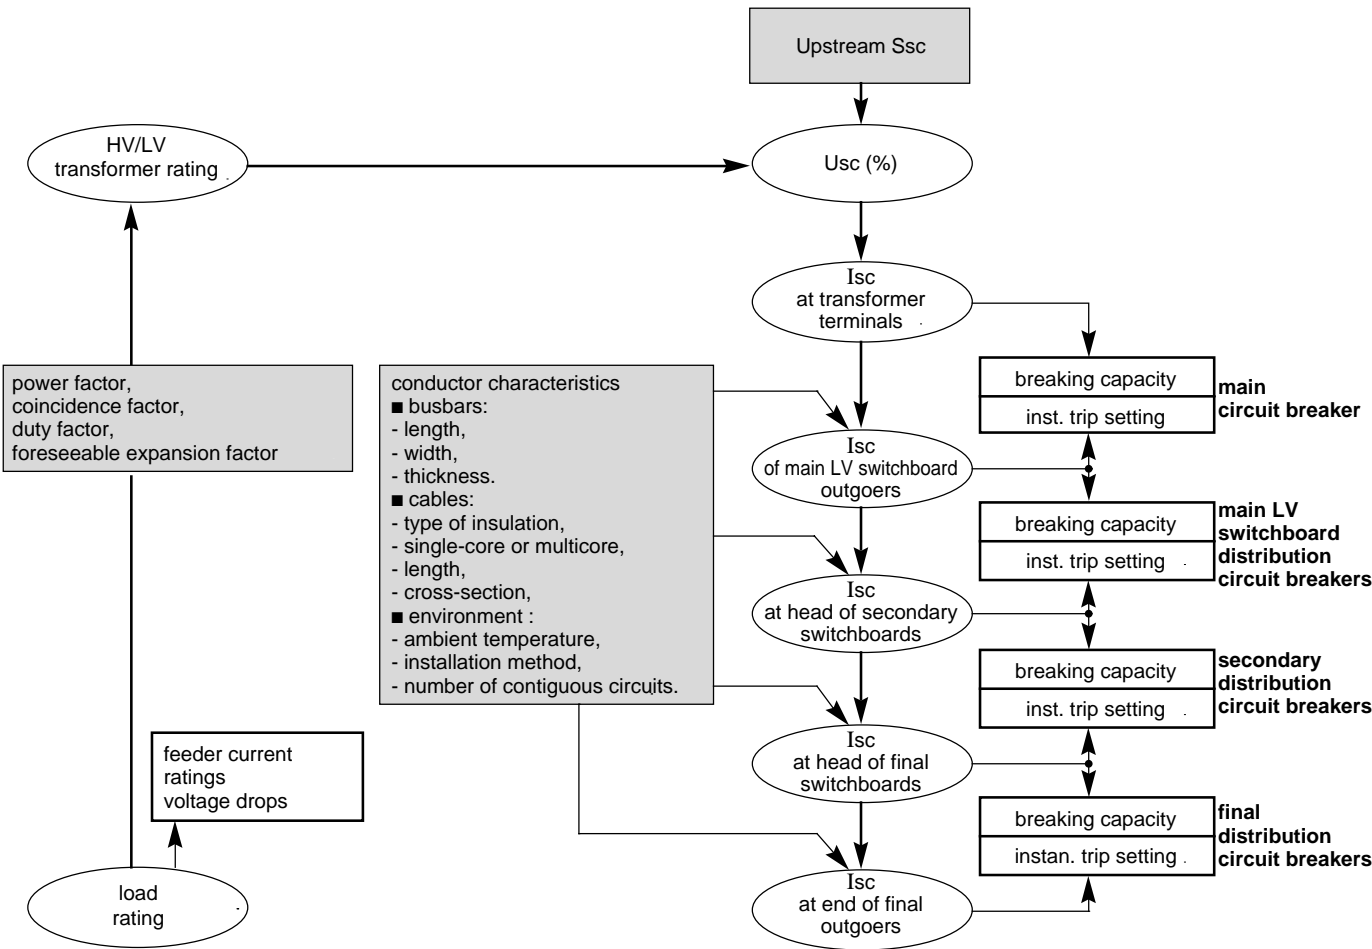 Upstream Ssc
HV/LV
transformer rating
Usc (%)
Isc
at transformer
terminals
power factor,
coincidence factor,
duty factor,
foreseeable expansion factor
conductor characteristics
■ busbars:
- length,
- width,
- thickness.
■ cables:
- type of insulation,
- single-core or multicore,
- length,
- cross-section,
■ environment :
- ambient temperature,
- installation method,
- number of contiguous circuits.
breaking capacity
inst. trip setting
main
circuit breaker
Isc
of main LV switchboard
outgoers
breaking capacity
inst. trip setting
main LV
switchboard
distribution
circuit breakers
Isc
at head of secondary
switchboards
breaking capacity
inst. trip setting
secondary
distribution
circuit breakers
Isc
at head of final
switchboards
feeder current
ratings
voltage drops
breaking capacity
instan. trip setting
final
distribution
circuit breakers
load
rating
Isc
at end of final
outgoers